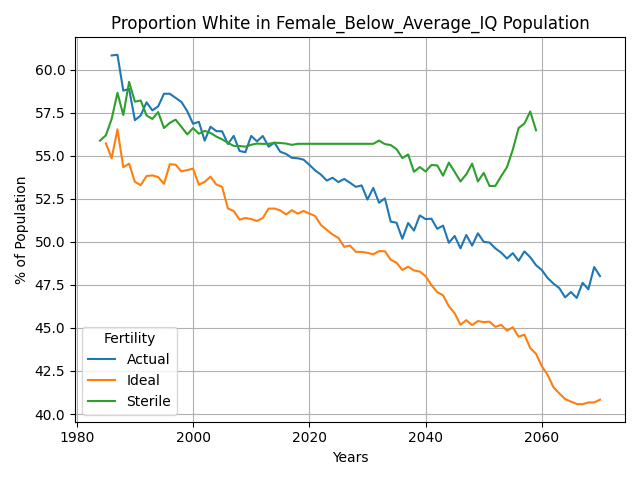 Proportion White in Female_Below_Average_IQ Population
% of Population
60.0
57.5
55.0
52.5
50.0
47.5
45.0
42.5
40.0
Fertility
Actual
Ideal
Sterile
1980
2000
2020
2040
2060
Years